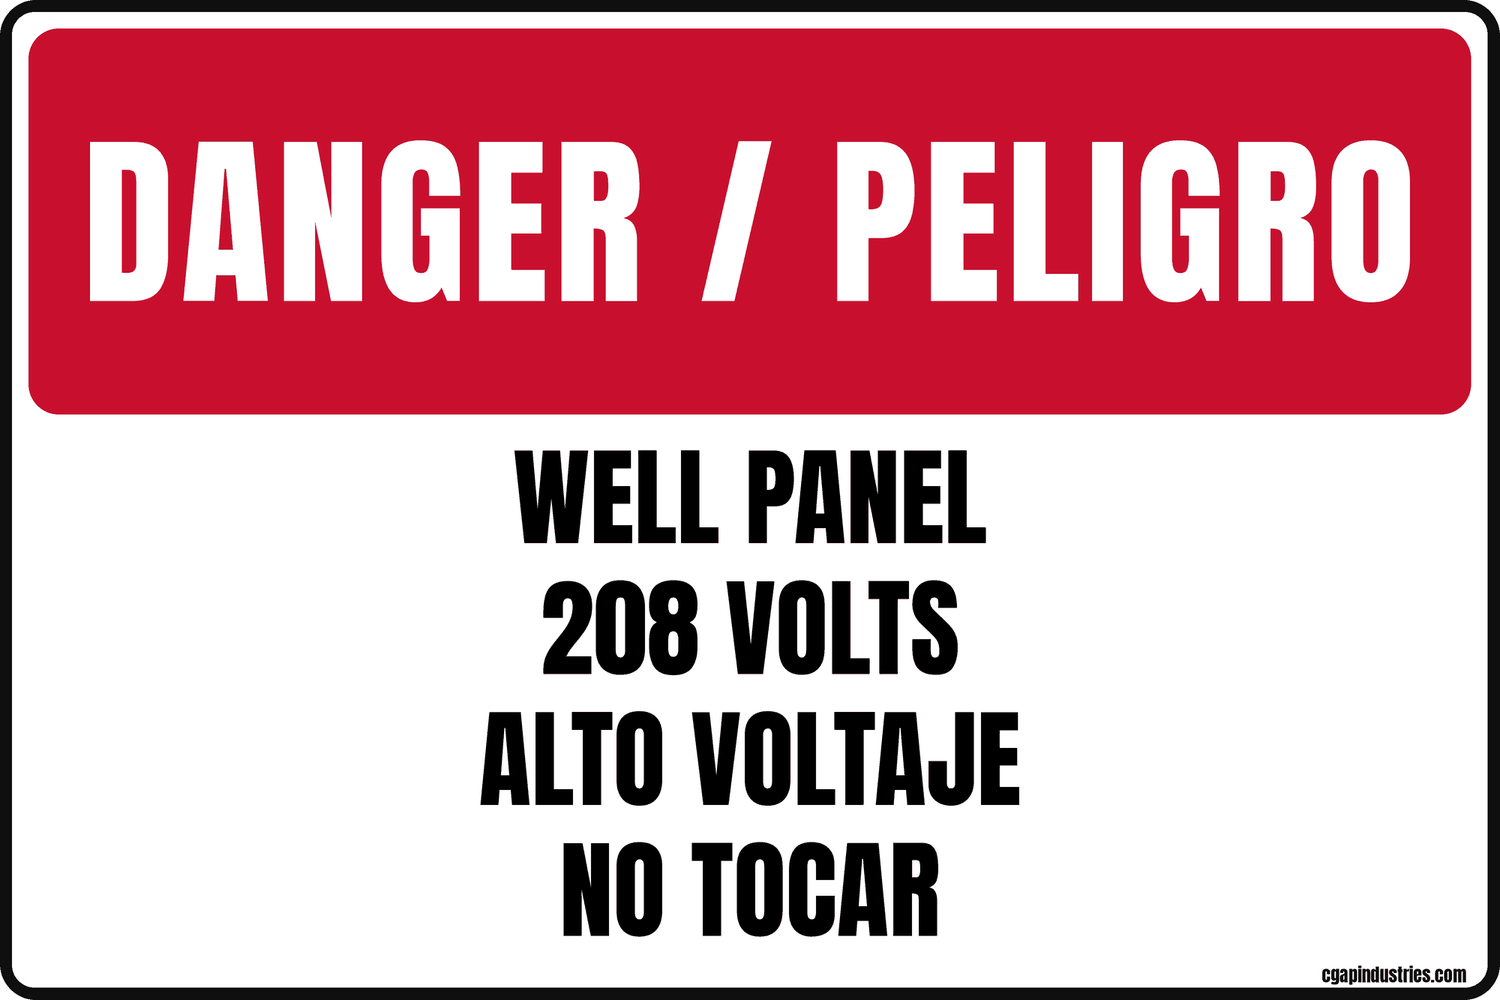 DANGER / PELIGRO
WELL PANEL
208 VOLTS
ALTO VOLTAJE
NO TOCAR
cgapindustries.com